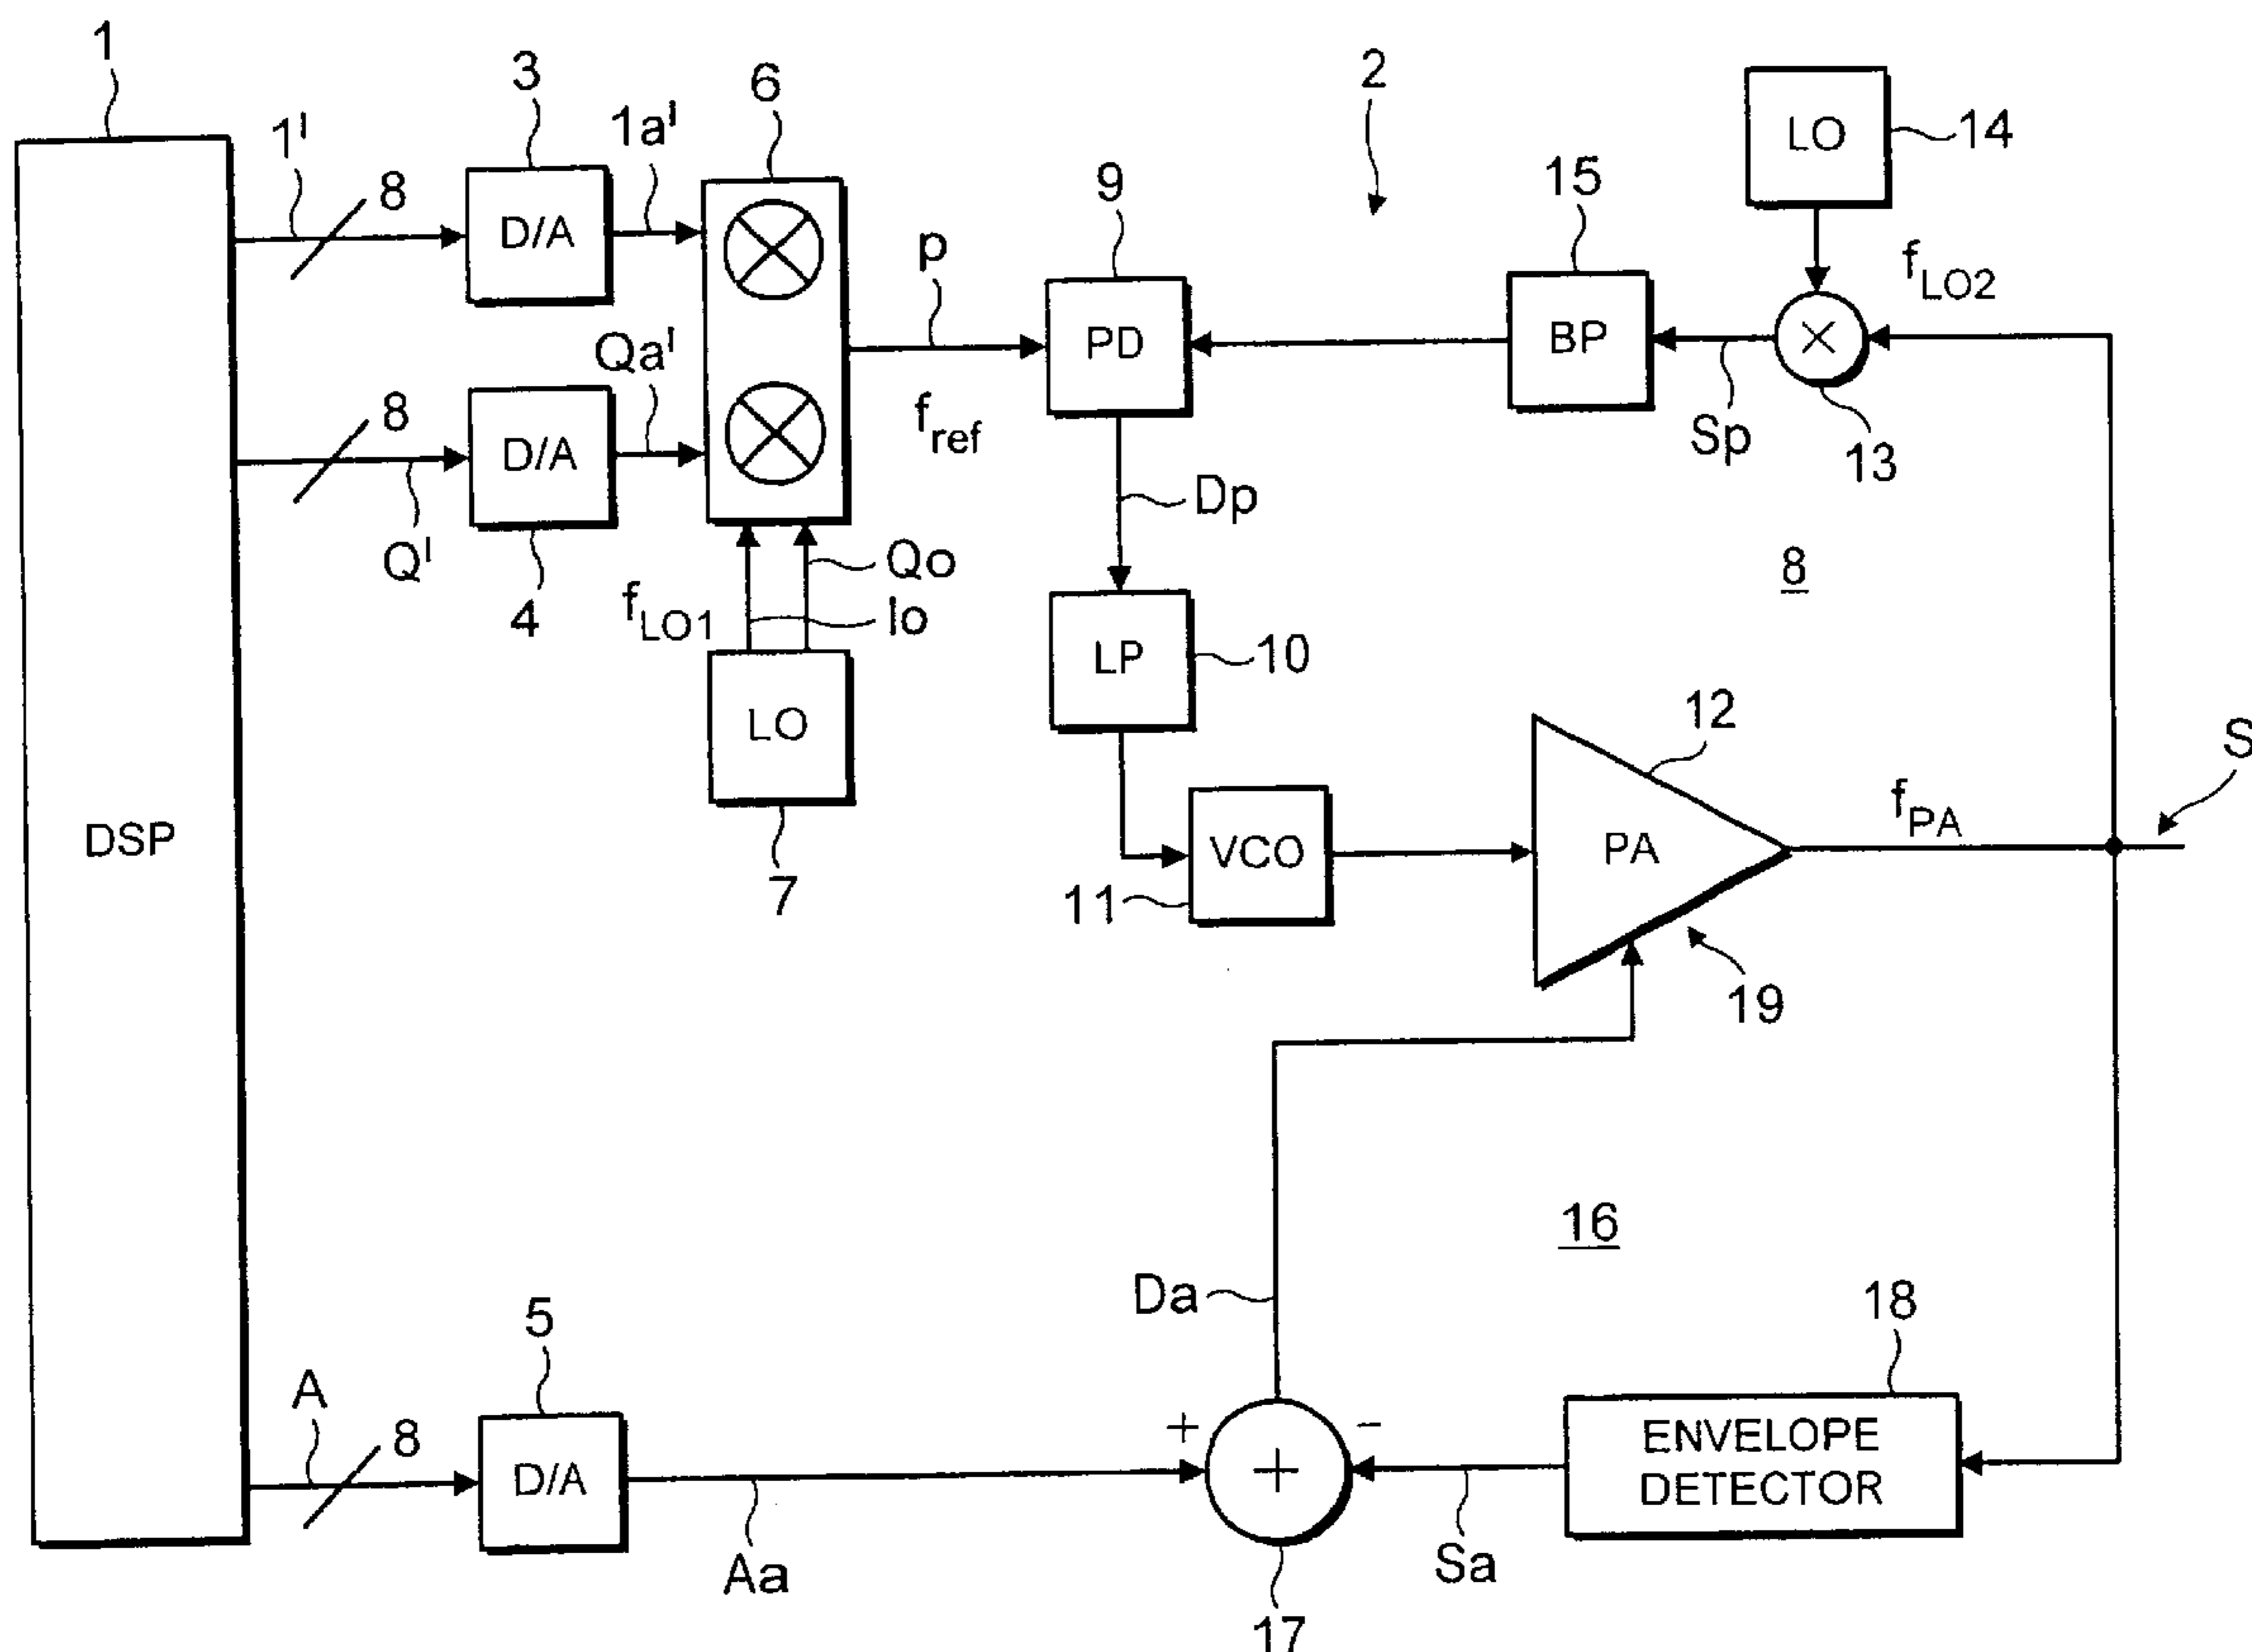 1
3
6
2
1'
8
1a'
14
LO
15
9
D/A
p
f_LO2
PD
BP
Qa'
f_ref
Sp
13
8
D/A
Dp
Q'
4
Qo
Io
f_LO1
8
LP
10
LO
12
S
DSP
7
VCO
11
PA
f_PA
19
16
Da
18
5
A
8
D/A
+
-
+
ENVELOPE
DETECTOR
Aa
Sa
17